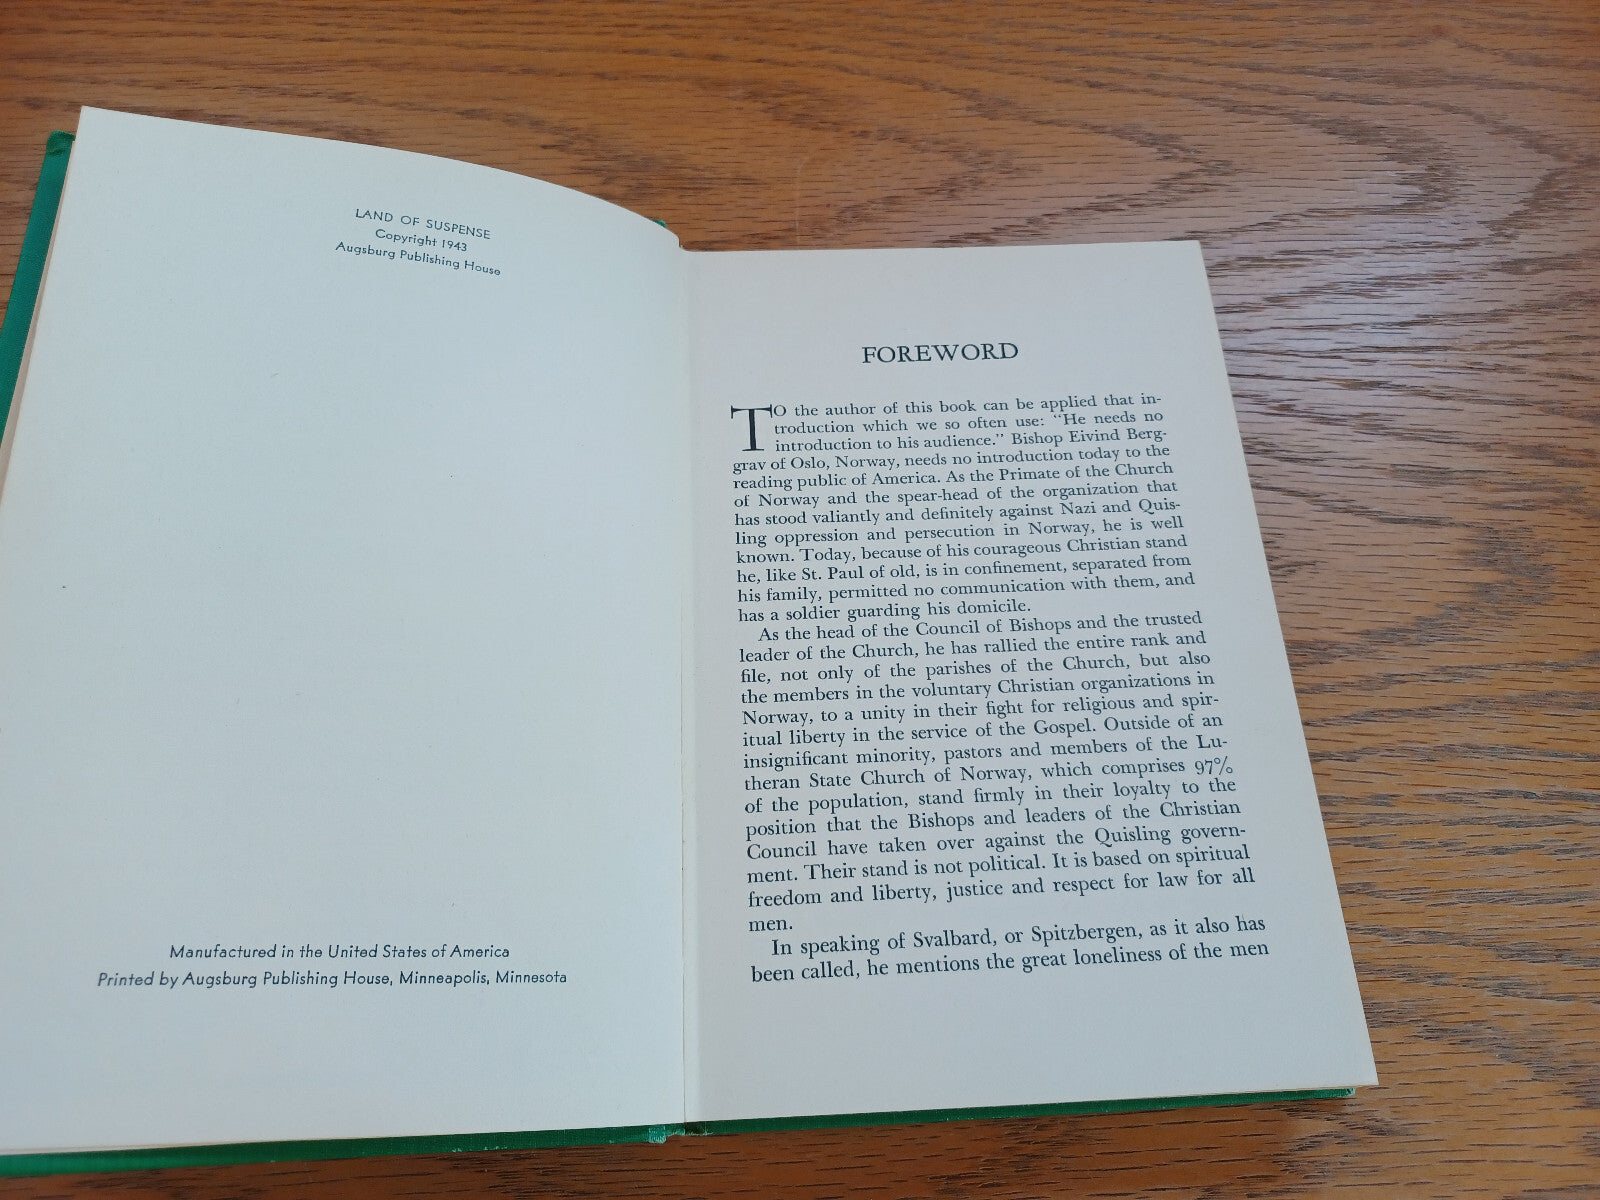 LAND OF SUSPENSE
Copyright 1943
Augsburg Publishing House
Manufactured in the United States of America
Printed by Augsburg Publishing House, Minneapolis, Minnesota
FOREWORD
TO the author of this book can be applied that in-
troduction which we so often use: "He needs no
introduction to his audience." Bishop Eivind Berg-
grav of Oslo, Norway, needs no introduction today to the
reading public of America. As the Primate of the Church
of Norway and the spear-head of the organization that
has stood valiantly and definitely against Nazi and Quis-
ling oppression and persecution in Norway, he is well
known. Today, because of his courageous Christian stand
he, like St. Paul of old, is in confinement, separated from
his family, permitted no communication with them, and
has a soldier guarding his domicile.
As the head of the Council of Bishops and the trusted
leader of the Church, he has rallied the entire rank and
file, not only of the parishes of the Church, but also
the members in the voluntary Christian organizations in
Norway, to a unity in their fight for religious and spir-
itual liberty in the service of the Gospel. Outside of an
insignificant minority, pastors and members of the Lu-
theran State Church of Norway, which comprises 97%
of the population, stand firmly in their loyalty to the
position that the Bishops and leaders of the Christian
Council have taken over against the Quisling govern-
ment. Their stand is not political. It is based on spiritual
freedom and liberty, justice and respect for law for all
men.
In speaking of Svalbard, or Spitzbergen, as it also has
been called, he mentions the great loneliness of the men